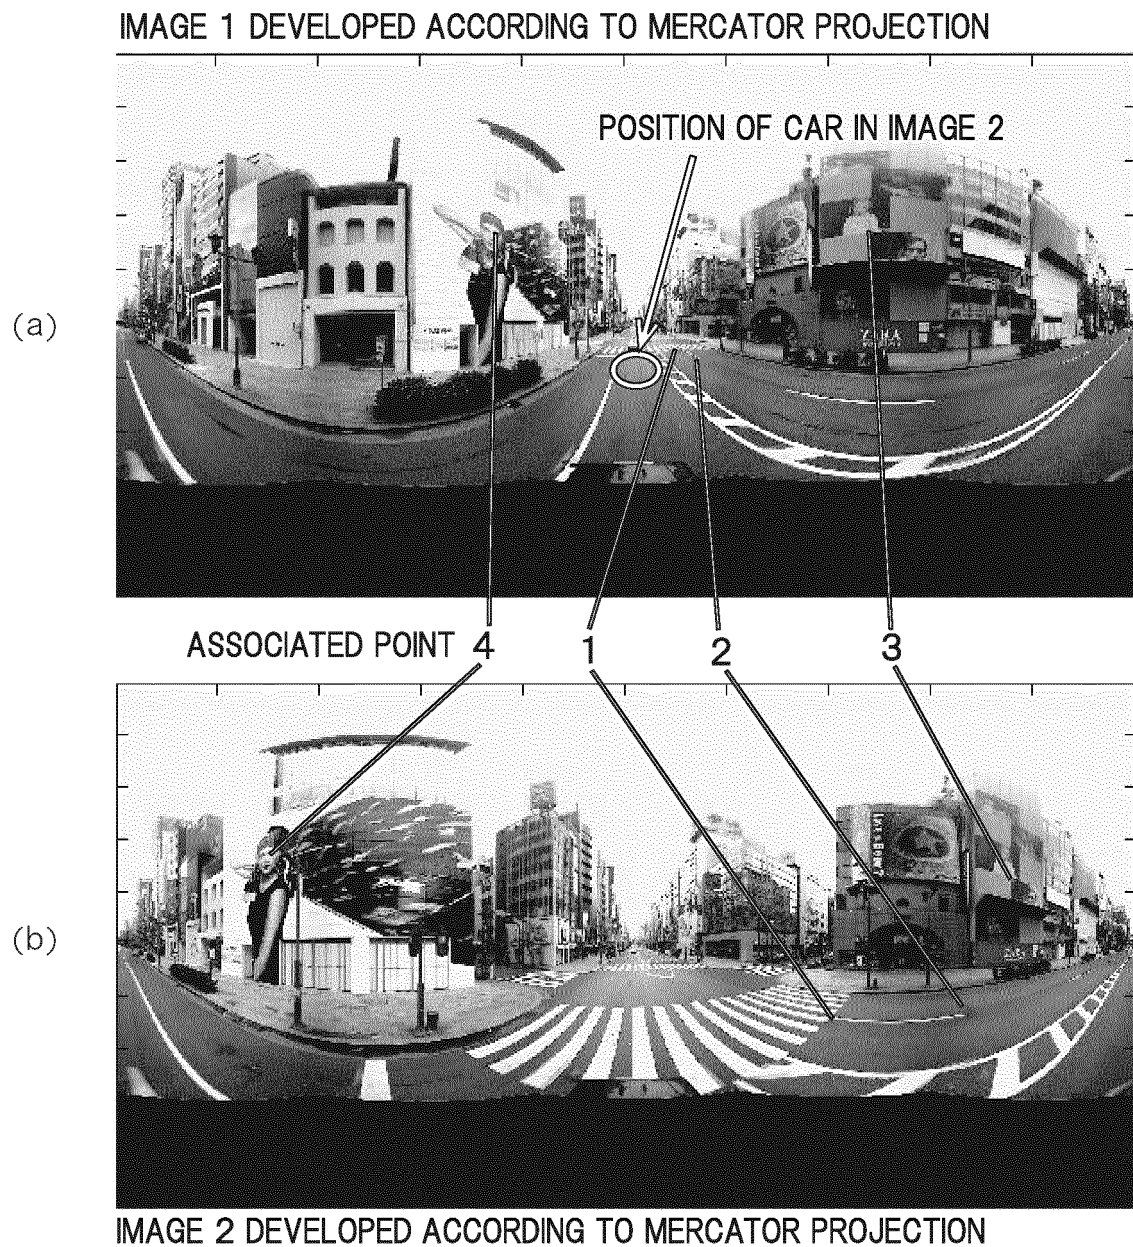 IMAGE 1 DEVELOPED ACCORDING TO MERCATOR PROJECTION
POSITION OF CAR IN IMAGE 2
(a)
ASSOCIATED POINT 4 1 2 3
(b)
IMAGE 2 DEVELOPED ACCORDING TO MERCATOR PROJECTION